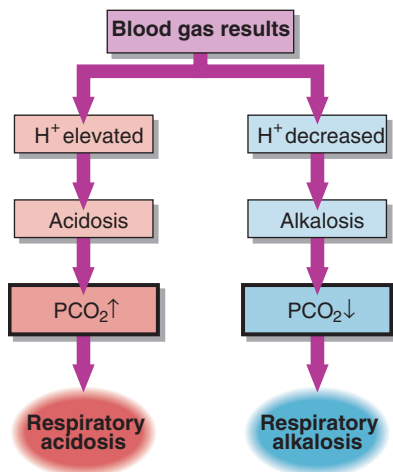 Blood gas results
H⁺ elevated
H⁺ decreased
Acidosis
Alkalosis
PCO₂↑
PCO₂↓
Respiratory
acidosis
Respiratory
alkalosis